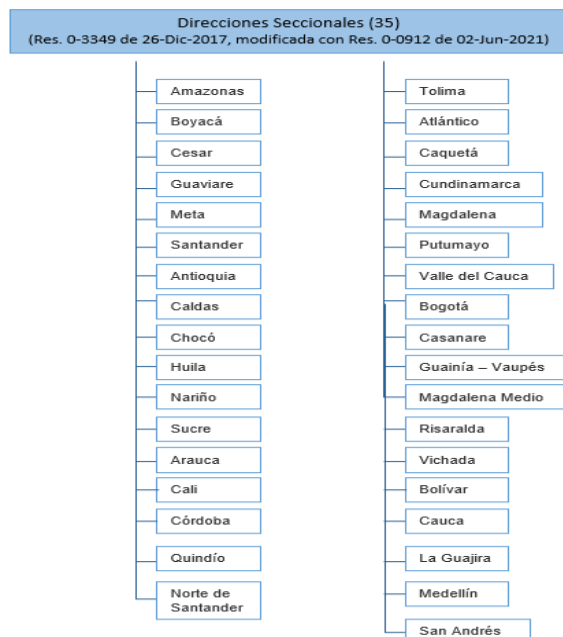 Direcciones Seccionales (35)
(Res. 0-3349 de 26-Dic-2017, modificada con Res. 0-0912 de 02-Jun-2021)
Amazonas
Boyacá
Cesar
Guaviare
Meta
Santander
Antioquia
Caldas
Chocó
Huila
Nariño
Sucre
Arauca
Cali
Córdoba
Quindío
Norte de
Santander
Tolima
Atlántico
Caquetá
Cundinamarca
Magdalena
Putumayo
Valle del Cauca
Bogotá
Casanare
Guainía – Vaupés
Magdalena Medio
Risaralda
Vichada
Bolívar
Cauca
La Guajira
Medellín
San Andrés